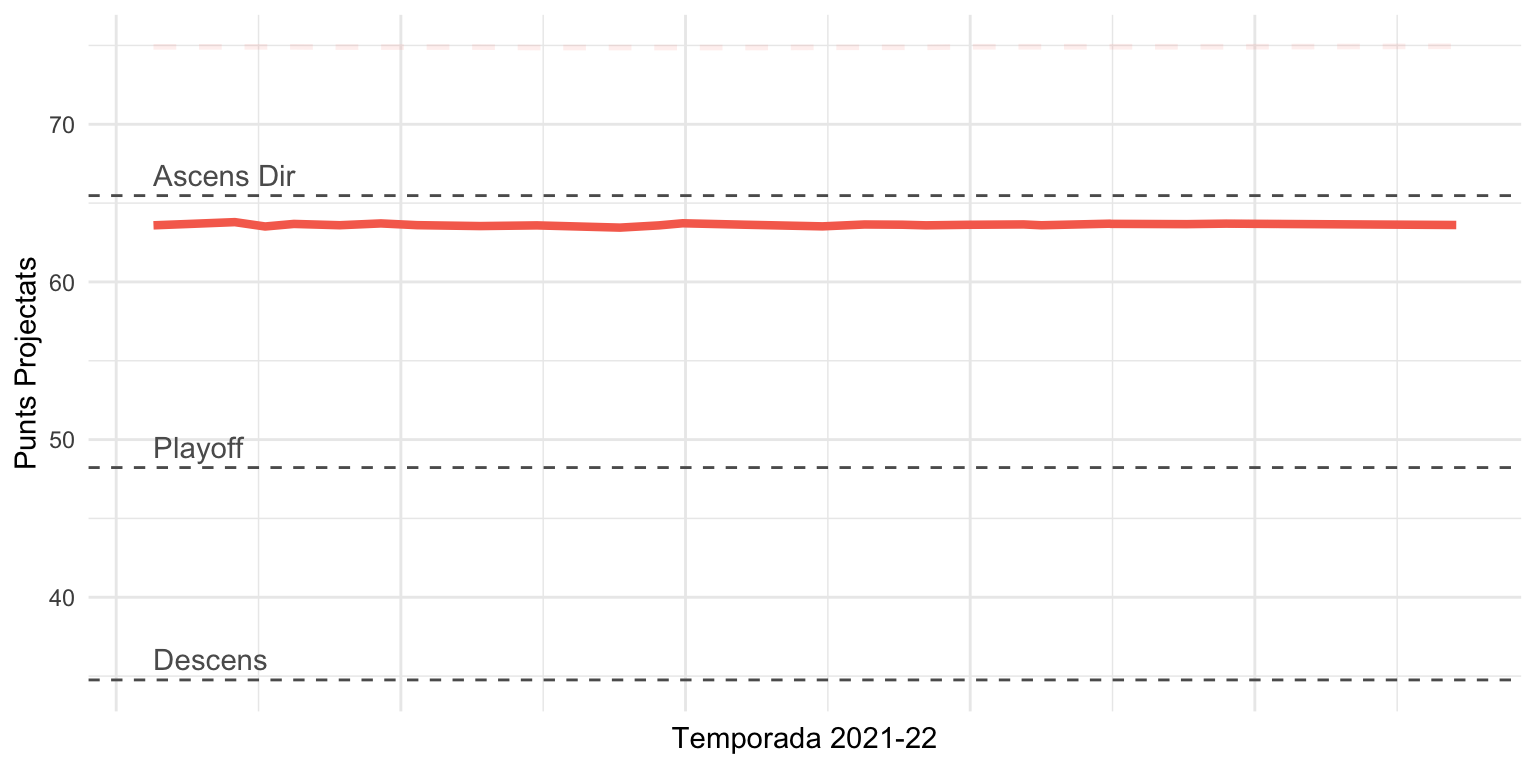 70
Ascens Dir
60
Punts Projectats
50
Playoff
40
Descens
Temporada 2021-22